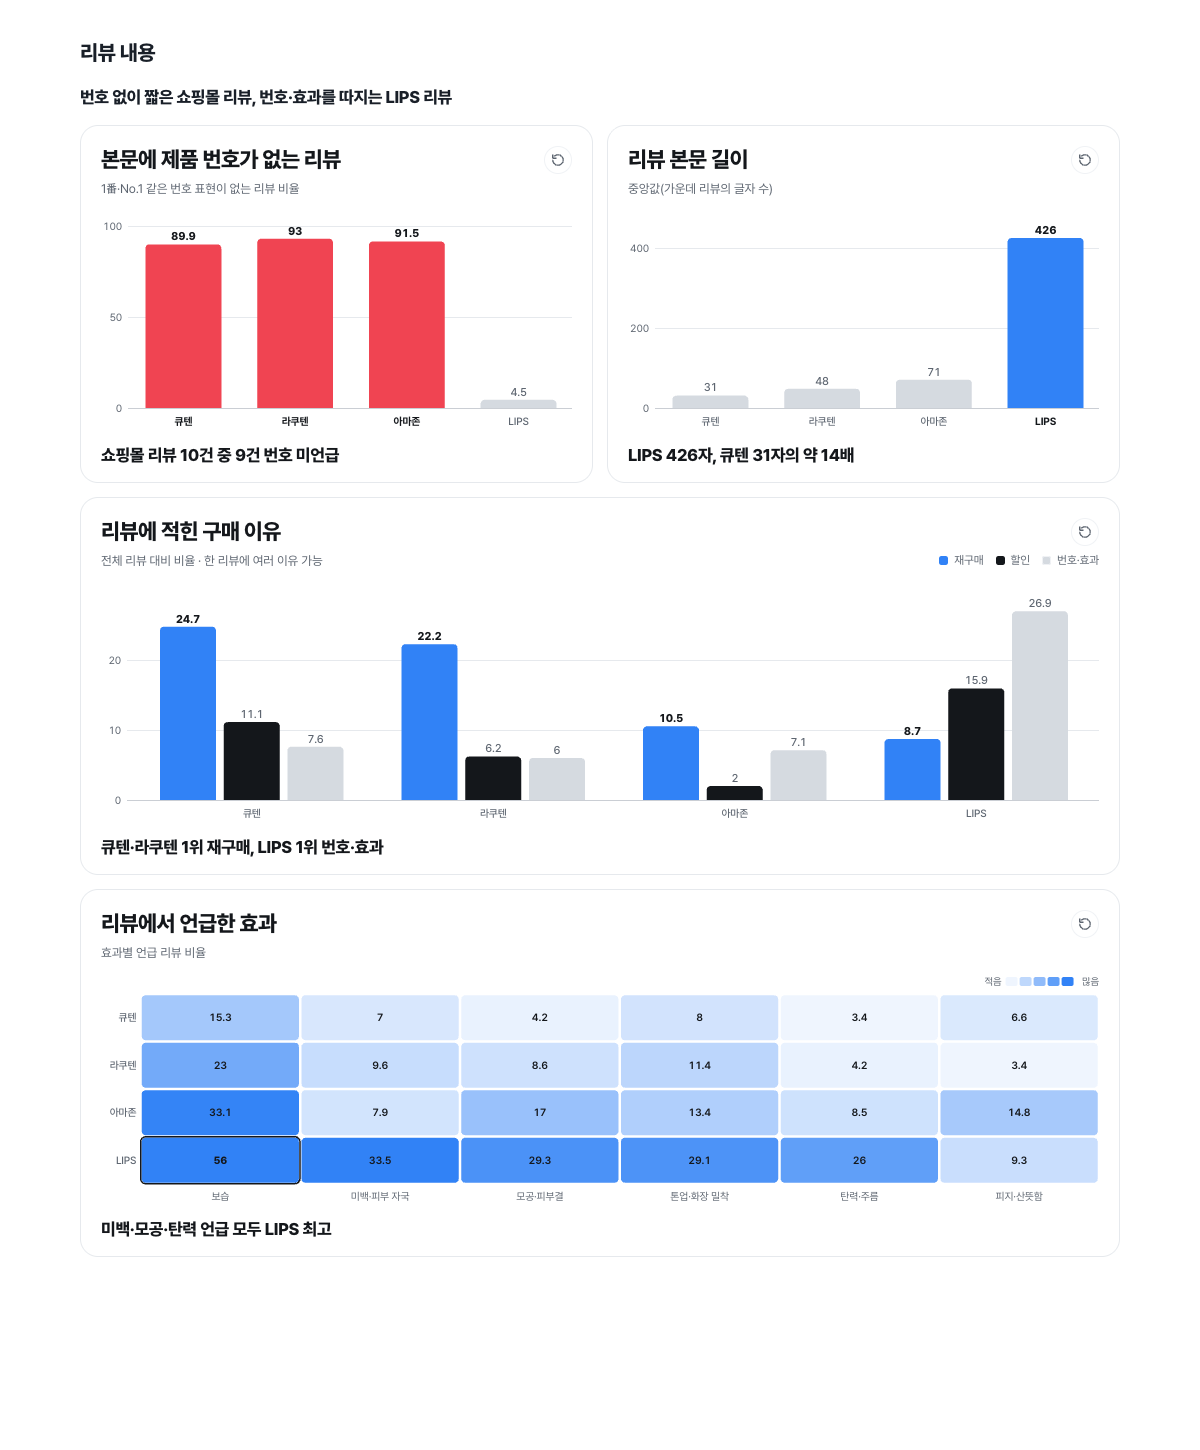 리뷰 내용
번호 없이 짧은 쇼핑몰 리뷰, 번호·효과를 따지는 LIPS 리뷰
본문에 제품 번호가 없는 리뷰
1番·No.1 같은 번호 표현이 없는 리뷰 비율
100
50
0
89.9
93
91.5
4.5
큐텐
라쿠텐
아마존
LIPS
쇼핑몰 리뷰 10건 중 9건 번호 미언급
리뷰 본문 길이
중앙값(가운데 리뷰의 글자 수)
400
200
0
31
48
71
426
큐텐
라쿠텐
아마존
LIPS
LIPS 426자, 큐텐 31자의 약 14배
리뷰에 적힌 구매 이유
전체 리뷰 대비 비율 · 한 리뷰에 여러 이유 가능
재구매 할인 번호·효과
20
10
0
24.7
11.1
7.6
22.2
6.2
6
10.5
2
7.1
8.7
15.9
26.9
큐텐
라쿠텐
아마존
LIPS
큐텐·라쿠텐 1위 재구매, LIPS 1위 번호·효과
리뷰에서 언급한 효과
효과별 언급 리뷰 비율
적음 많음
큐텐 15.3 7 4.2 8 3.4 6.6
라쿠텐 23 9.6 8.6 11.4 4.2 3.4
아마존 33.1 7.9 17 13.4 8.5 14.8
LIPS 56 33.5 29.3 29.1 26 9.3
보습 미백·피부 자국 모공·피부결 톤업·화장 밀착 탄력·주름 피지·산뜻함
미백·모공·탄력 언급 모두 LIPS 최고